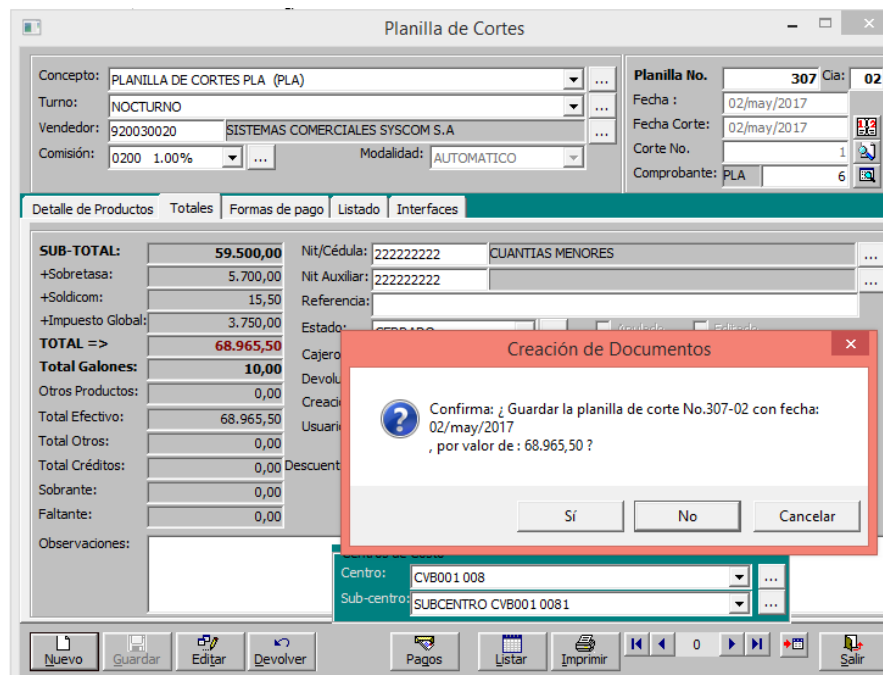 Planilla de Cortes
Concepto: PLANILLA DE CORTES PLA (PLA) ...
Turno: NOCTURNO ...
Vendedor: 920030020 SISTEMAS COMERCIALES SYSCOM S.A ...
Comisión: 0200 1.00% ... Modalidad: AUTOMATICO
Planilla No. 307 Cia: 02
Fecha : 02/may/2017
Fecha Corte: 02/may/2017
Corte No. 1
Comprobante: PLA 6
Detalle de Productos Totales Formas de pago Listado Interfaces
SUB-TOTAL: 59.500,00 Nit/Cédula: 222222222 CUANTIAS MENORES ...
+Sobretasa: 5.700,00 Nit Auxiliar: 222222222 ...
+Soldicom: 15,50 Referencia:
+Impuesto Global: 3.750,00 Estado:
TOTAL => 68.965,50 Cajero
Total Galones: 10,00 Devolu
Otros Productos: 0,00 Creaci
Total Efectivo: 68.965,50 Usuari
Total Otros: 0,00
Total Créditos: 0,00 Descuent
Sobrante: 0,00
Faltante: 0,00
Observaciones:
Creación de Documentos
Confirma: ¿ Guardar la planilla de corte No.307-02 con fecha:
02/may/2017
, por valor de : 68.965,50 ?
Sí No Cancelar
Centros de Costo
Centro: CVB001 008 ...
Sub-centro: SUBCENTRO CVB001 0081 ...
Nuevo Guardar Editar Devolver Pagos Listar Imprimir 0 Salir